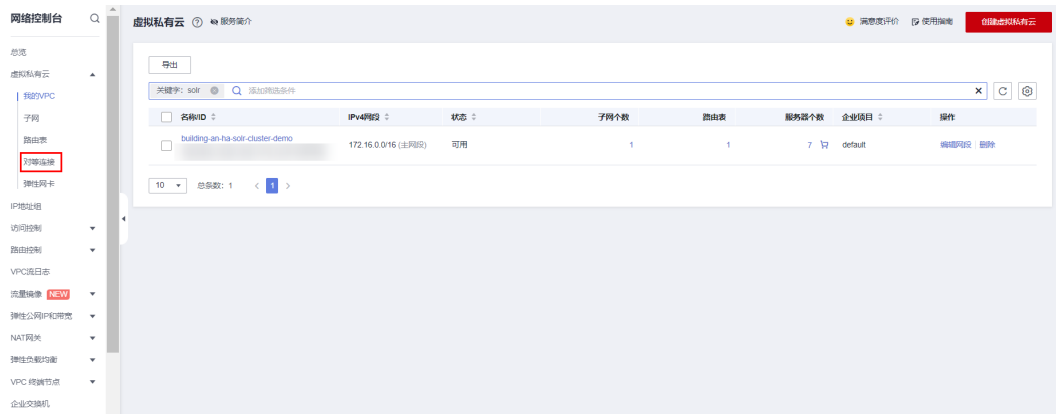 网络控制台
总览
虚拟私有云
我的VPC
子网
路由表
对等连接
弹性网卡
IP地址组
访问控制
路由控制
VPC流日志
流量镜像 NEW
弹性公网IP和带宽
NAT网关
弹性负载均衡
VPC 终端节点
企业交换机
虚拟私有云 服务简介 满意度评价 使用指南 创建虚拟私有云
导出
关键字: solr 添加筛选条件
名称/ID IPv4网段 状态 子网个数 路由表 服务器个数 企业项目 操作
building-an-ha-solr-cluster-demo 172.16.0.0/16 (主网段) 可用 1 1 7 default 编辑网段 删除
10 总条数: 1 < 1 >